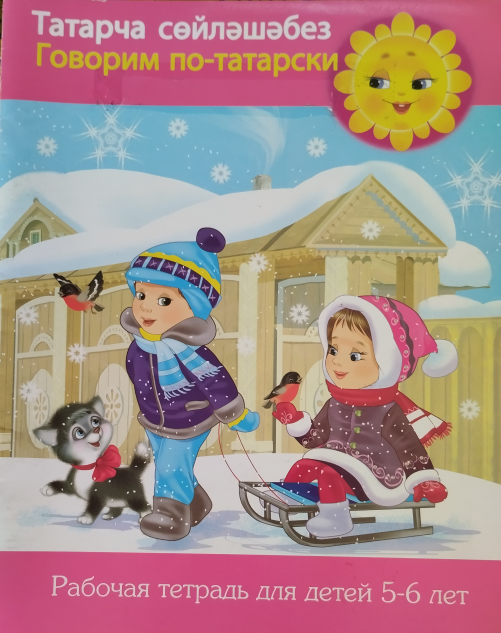 Татарча сөйләшәбез
Говорим по-татарски
Рабочая тетрадь для детей 5-6 лет